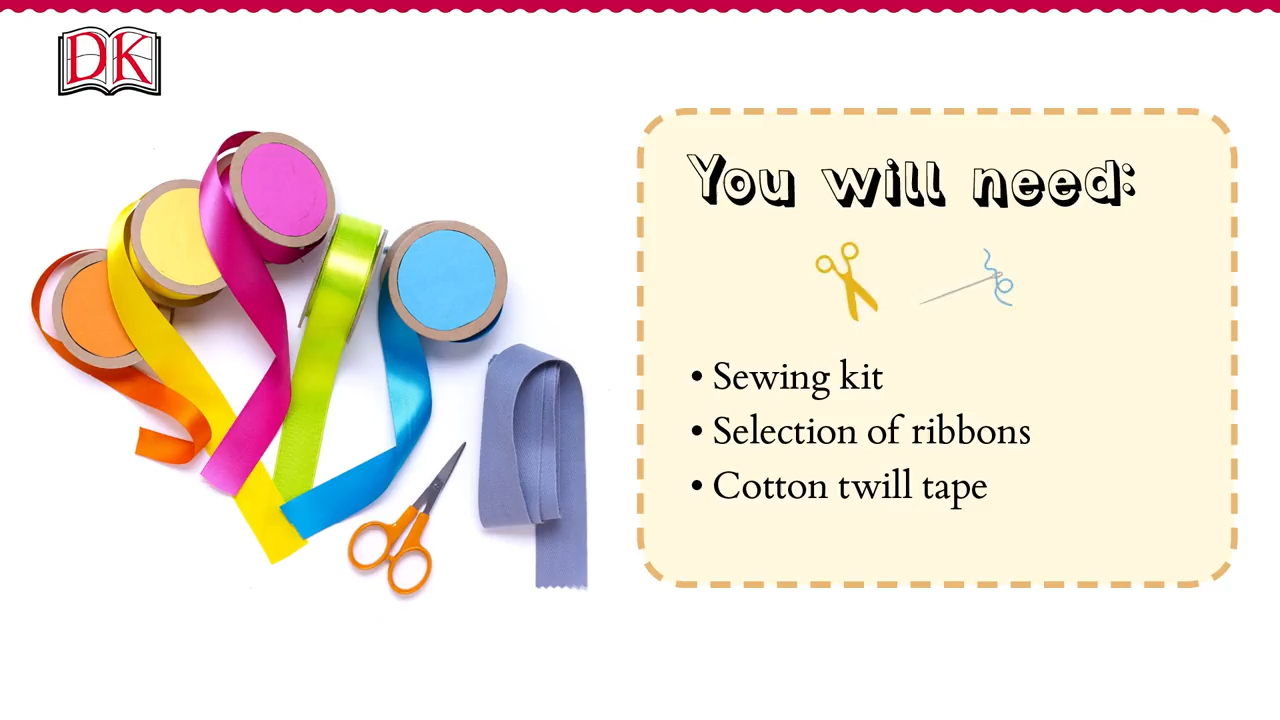 DK
You will need:
• Sewing kit
• Selection of ribbons
• Cotton twill tape